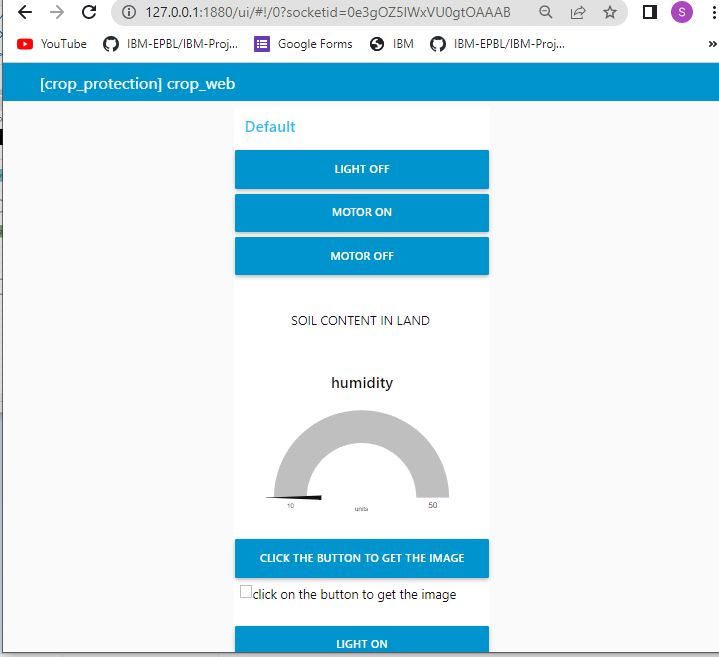 127.0.0.1:1880/ui/#!/0?socketid=0e3gOZ5IWxVU0gtOAAAB
S
YouTube IBM-EPBL/IBM-Proj... Google Forms IBM IBM-EPBL/IBM-Proj... »
[crop_protection] crop_web
Default
LIGHT OFF
MOTOR ON
MOTOR OFF
SOIL CONTENT IN LAND
humidity
10 units 50
CLICK THE BUTTON TO GET THE IMAGE
click on the button to get the image
LIGHT ON